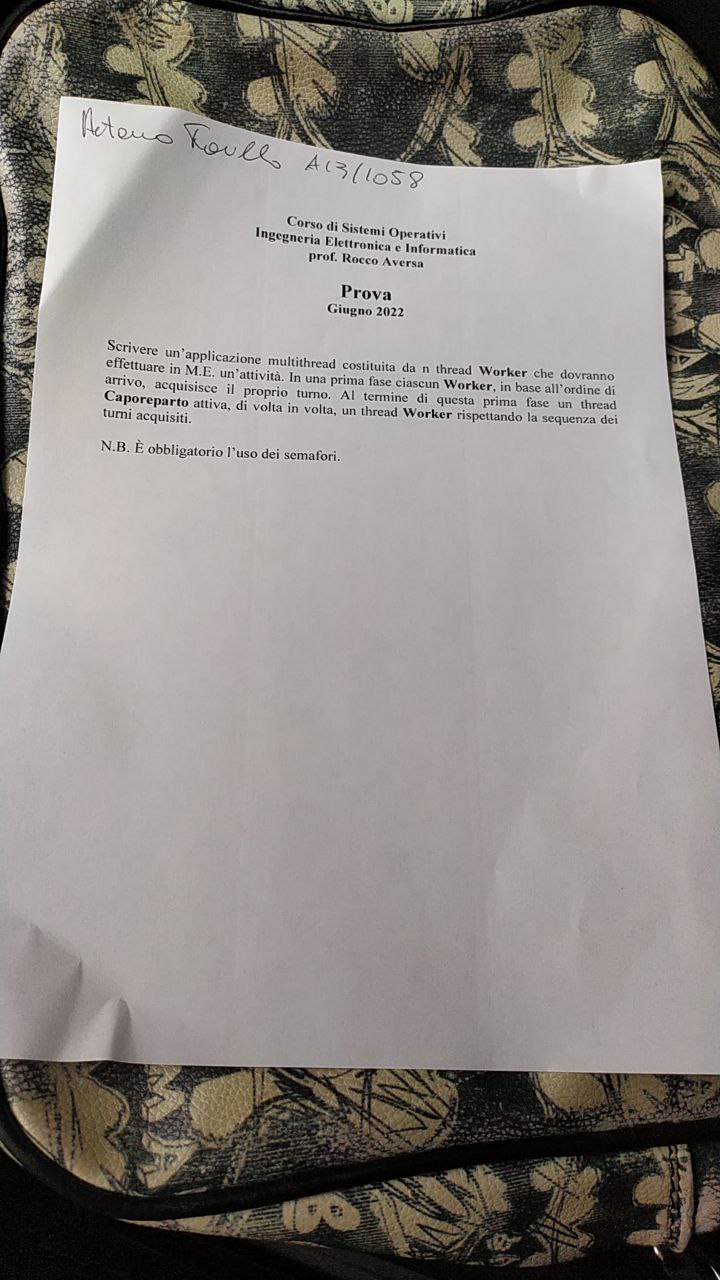 A13/1058
Corso di Sistemi Operativi
Ingegneria Elettronica e Informatica
prof. Rocco Aversa
Prova
Giugno 2022
Scrivere un'applicazione multithread costituita da n thread Worker che dovranno
effettuare in M.E. un'attività. In una prima fase ciascun Worker, in base all'ordine di
arrivo, acquisisce il proprio turno. Al termine di questa prima fase un thread
Caporeparto attiva, di volta in volta, un thread Worker rispettando la sequenza dei
turni acquisiti.
N.B. È obbligatorio l'uso dei semafori.